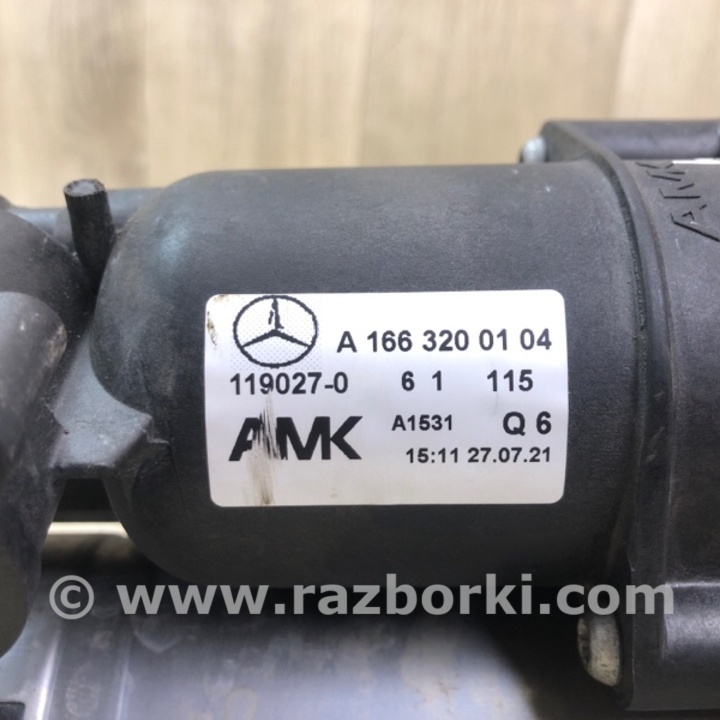 AMK
A 166 320 01 04
119027-0 6 1 115
AMK A1531 Q 6
15:11 27.07.21
© www.razborki.com